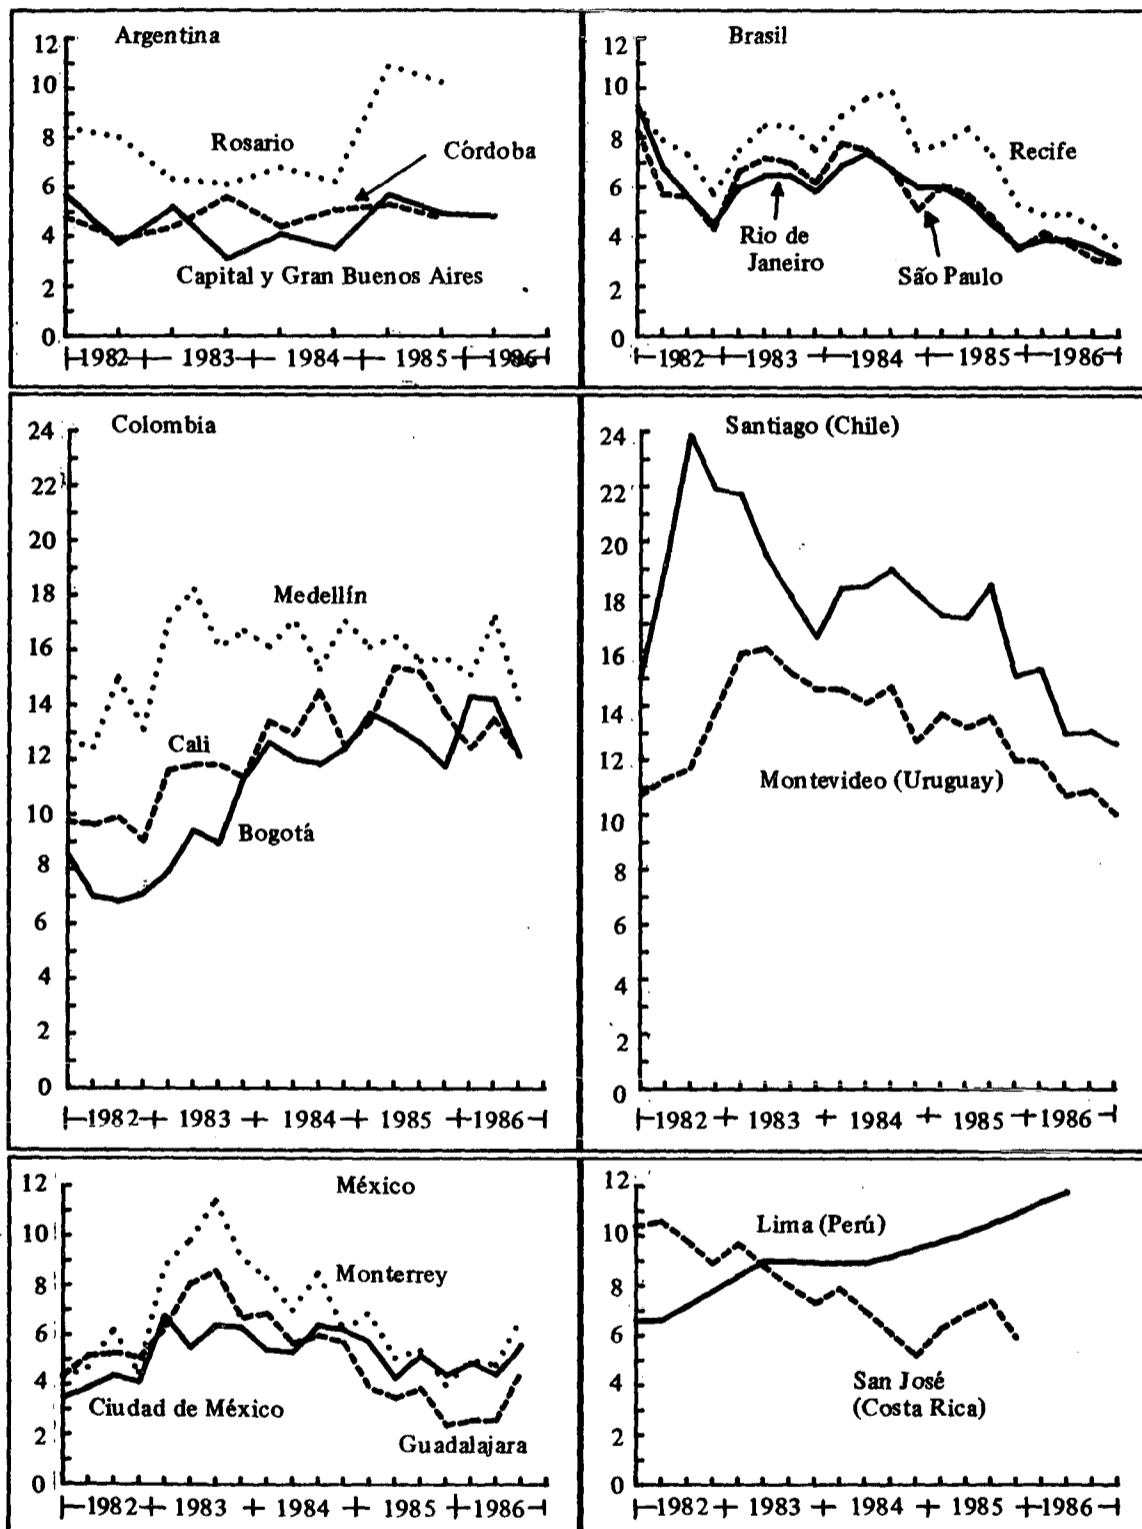 Argentina
12
10
8
6
4
2
0
Rosario
Córdoba
Capital y Gran Buenos Aires
1982 1983 1984 1985 1986
Brasil
12
10
8
6
4
2
0
Recife
Rio de
Janeiro
São Paulo
1982 1983 1984 1985 1986
Colombia
24
22
20
18
16
14
12
10
8
6
4
2
0
Medellín
Cali
Bogotá
1982 1983 1984 1985 1986
Santiago (Chile)
24
22
20
18
16
14
12
10
8
6
4
2
0
Montevideo (Uruguay)
1982 1983 1984 1985 1986
México
12
10
8
6
4
2
0
Monterrey
Ciudad de México
Guadalajara
1982 1983 1984 1985 1986
12
10
8
6
4
2
0
Lima (Perú)
San José
(Costa Rica)
1982 1983 1984 1985 1986